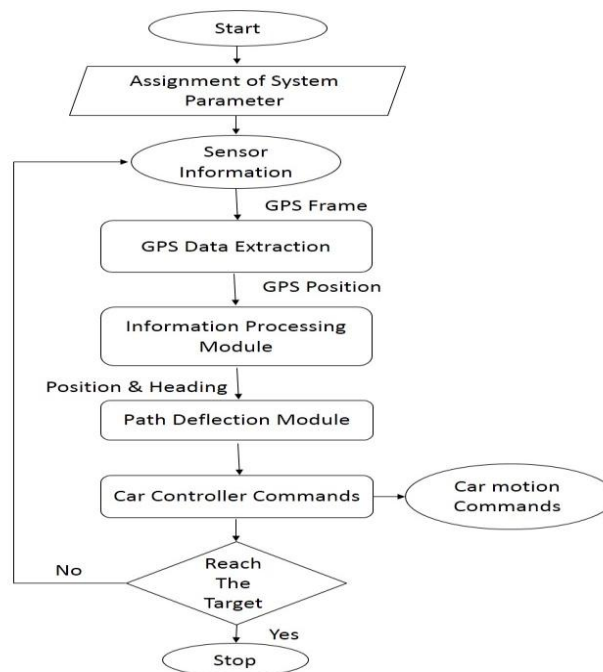 Start
Assignment of System
Parameter
Sensor
Information
GPS Frame
GPS Data Extraction
GPS Position
Information Processing
Module
Position & Heading
Path Deflection Module
Car Controller Commands
Car motion
Commands
No
Reach
The
Target
Yes
Stop